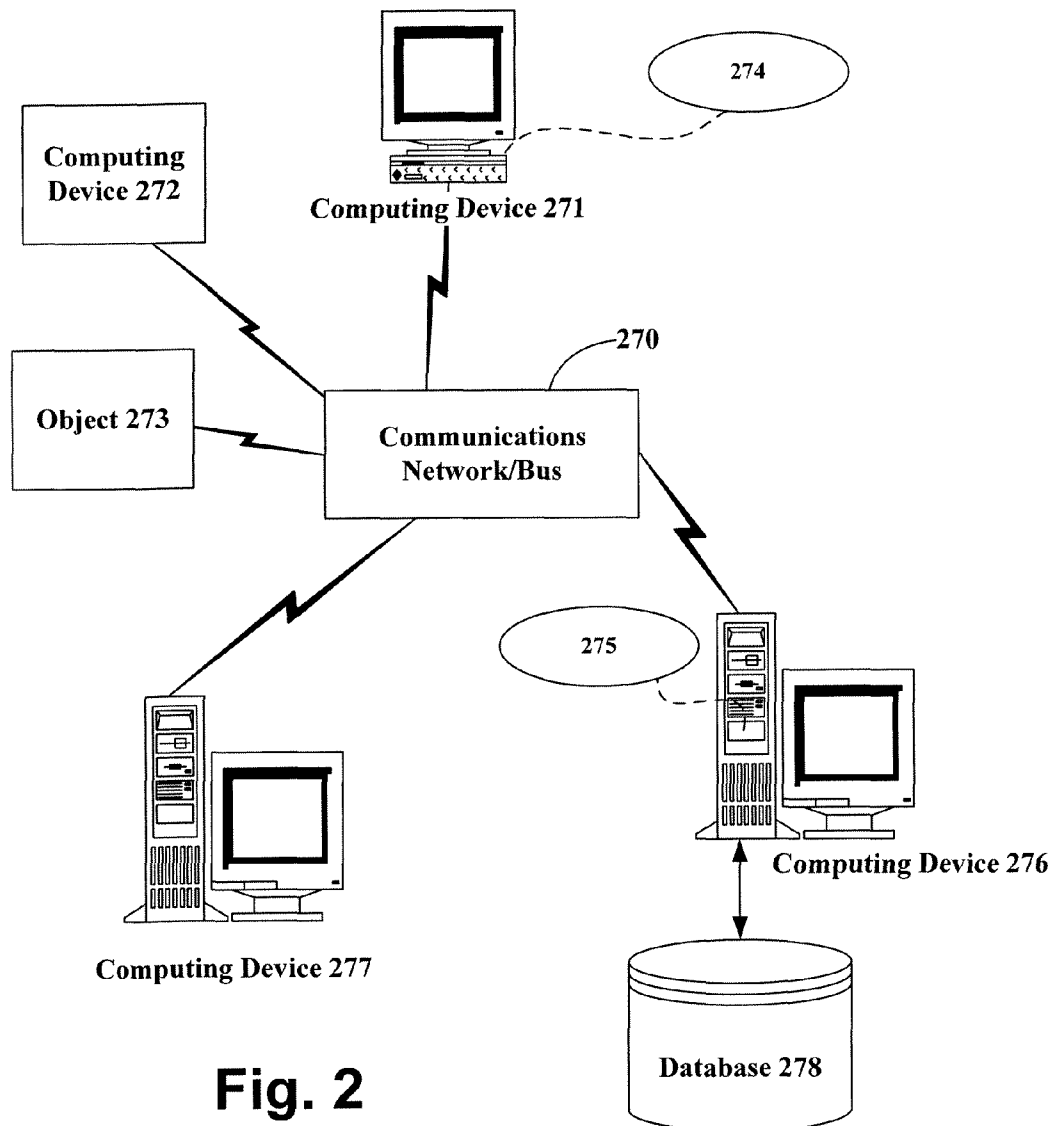 274
Computing
Device 272
Computing Device 271
270
Object 273
Communications
Network/Bus
275
Computing Device 276
Computing Device 277
Database 278
Fig. 2